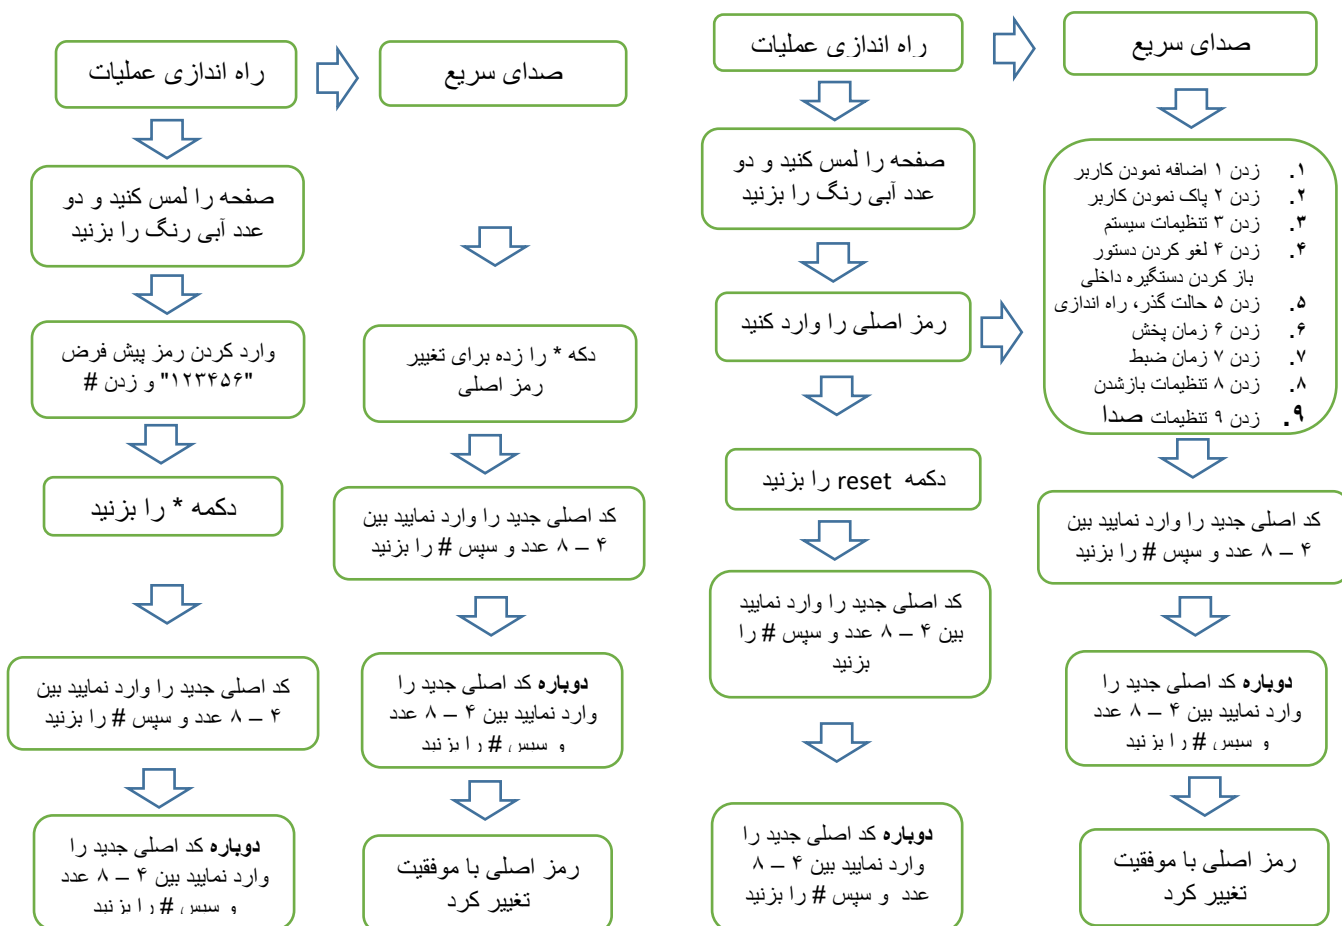 راه اندازی عملیات
صدای سریع
صفحه را لمس کنید و دو
عدد آبی رنگ را بزنید
وارد کردن رمز پیش فرض
"۱۲۳۴۵۶" و زدن #
دکه * را زده برای تغییر
رمز اصلی
دکمه * را بزنید
کد اصلی جدید را وارد نمایید بین
۴ – ۸ عدد و سپس # را بزنید
کد اصلی جدید را وارد نمایید بین
۴ – ۸ عدد و سپس # را بزنید
دوباره کد اصلی جدید را
وارد نمایید بین ۴ – ۸ عدد
و سپس # را بزنید
دوباره کد اصلی جدید را
وارد نمایید بین ۴ – ۸ عدد
و سپس # را بزنید
رمز اصلی با موفقیت
تغییر کرد
راه اندازی عملیات
صدای سریع
صفحه را لمس کنید و دو
عدد آبی رنگ را بزنید
۱. زدن ۱ اضافه نمودن کاربر
۲. زدن ۲ پاک نمودن کاربر
۳. زدن ۳ تنظیمات سیستم
۴. زدن ۴ لغو کردن دستور
باز کردن دستگیره داخلی
۵. زدن ۵ حالت گذر، راه اندازی
۶. زدن ۶ زمان پخش
۷. زدن ۷ زمان ضبط
۸. زدن ۸ تنظیمات بازشدن
۹. زدن ۹ تنظیمات صدا
رمز اصلی را وارد کنید
دکمه reset را بزنید
کد اصلی جدید را وارد نمایید بین
۴ – ۸ عدد و سپس # را بزنید
کد اصلی جدید را وارد نمایید
بین ۴ – ۸ عدد و سپس # را
بزنید
دوباره کد اصلی جدید را
وارد نمایید بین ۴ – ۸ عدد
و سپس # را بزنید
دوباره کد اصلی جدید را
وارد نمایید بین ۴ – ۸
عدد و سپس # را بزنید
رمز اصلی با موفقیت
تغییر کرد